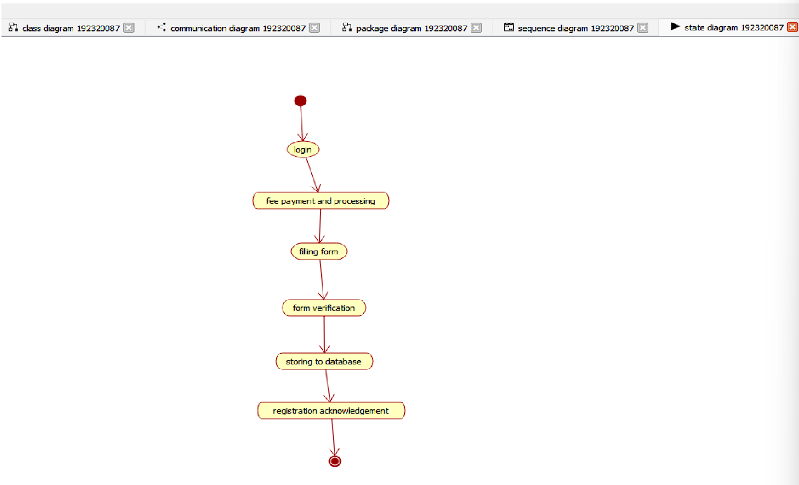 class diagram 192320087
communication diagram 192320087
package diagram 192320087
sequence diagram 192320087
state diagram 192320087
login
fee payment and processing
filling form
form verification
storing to database
registration acknowledgement